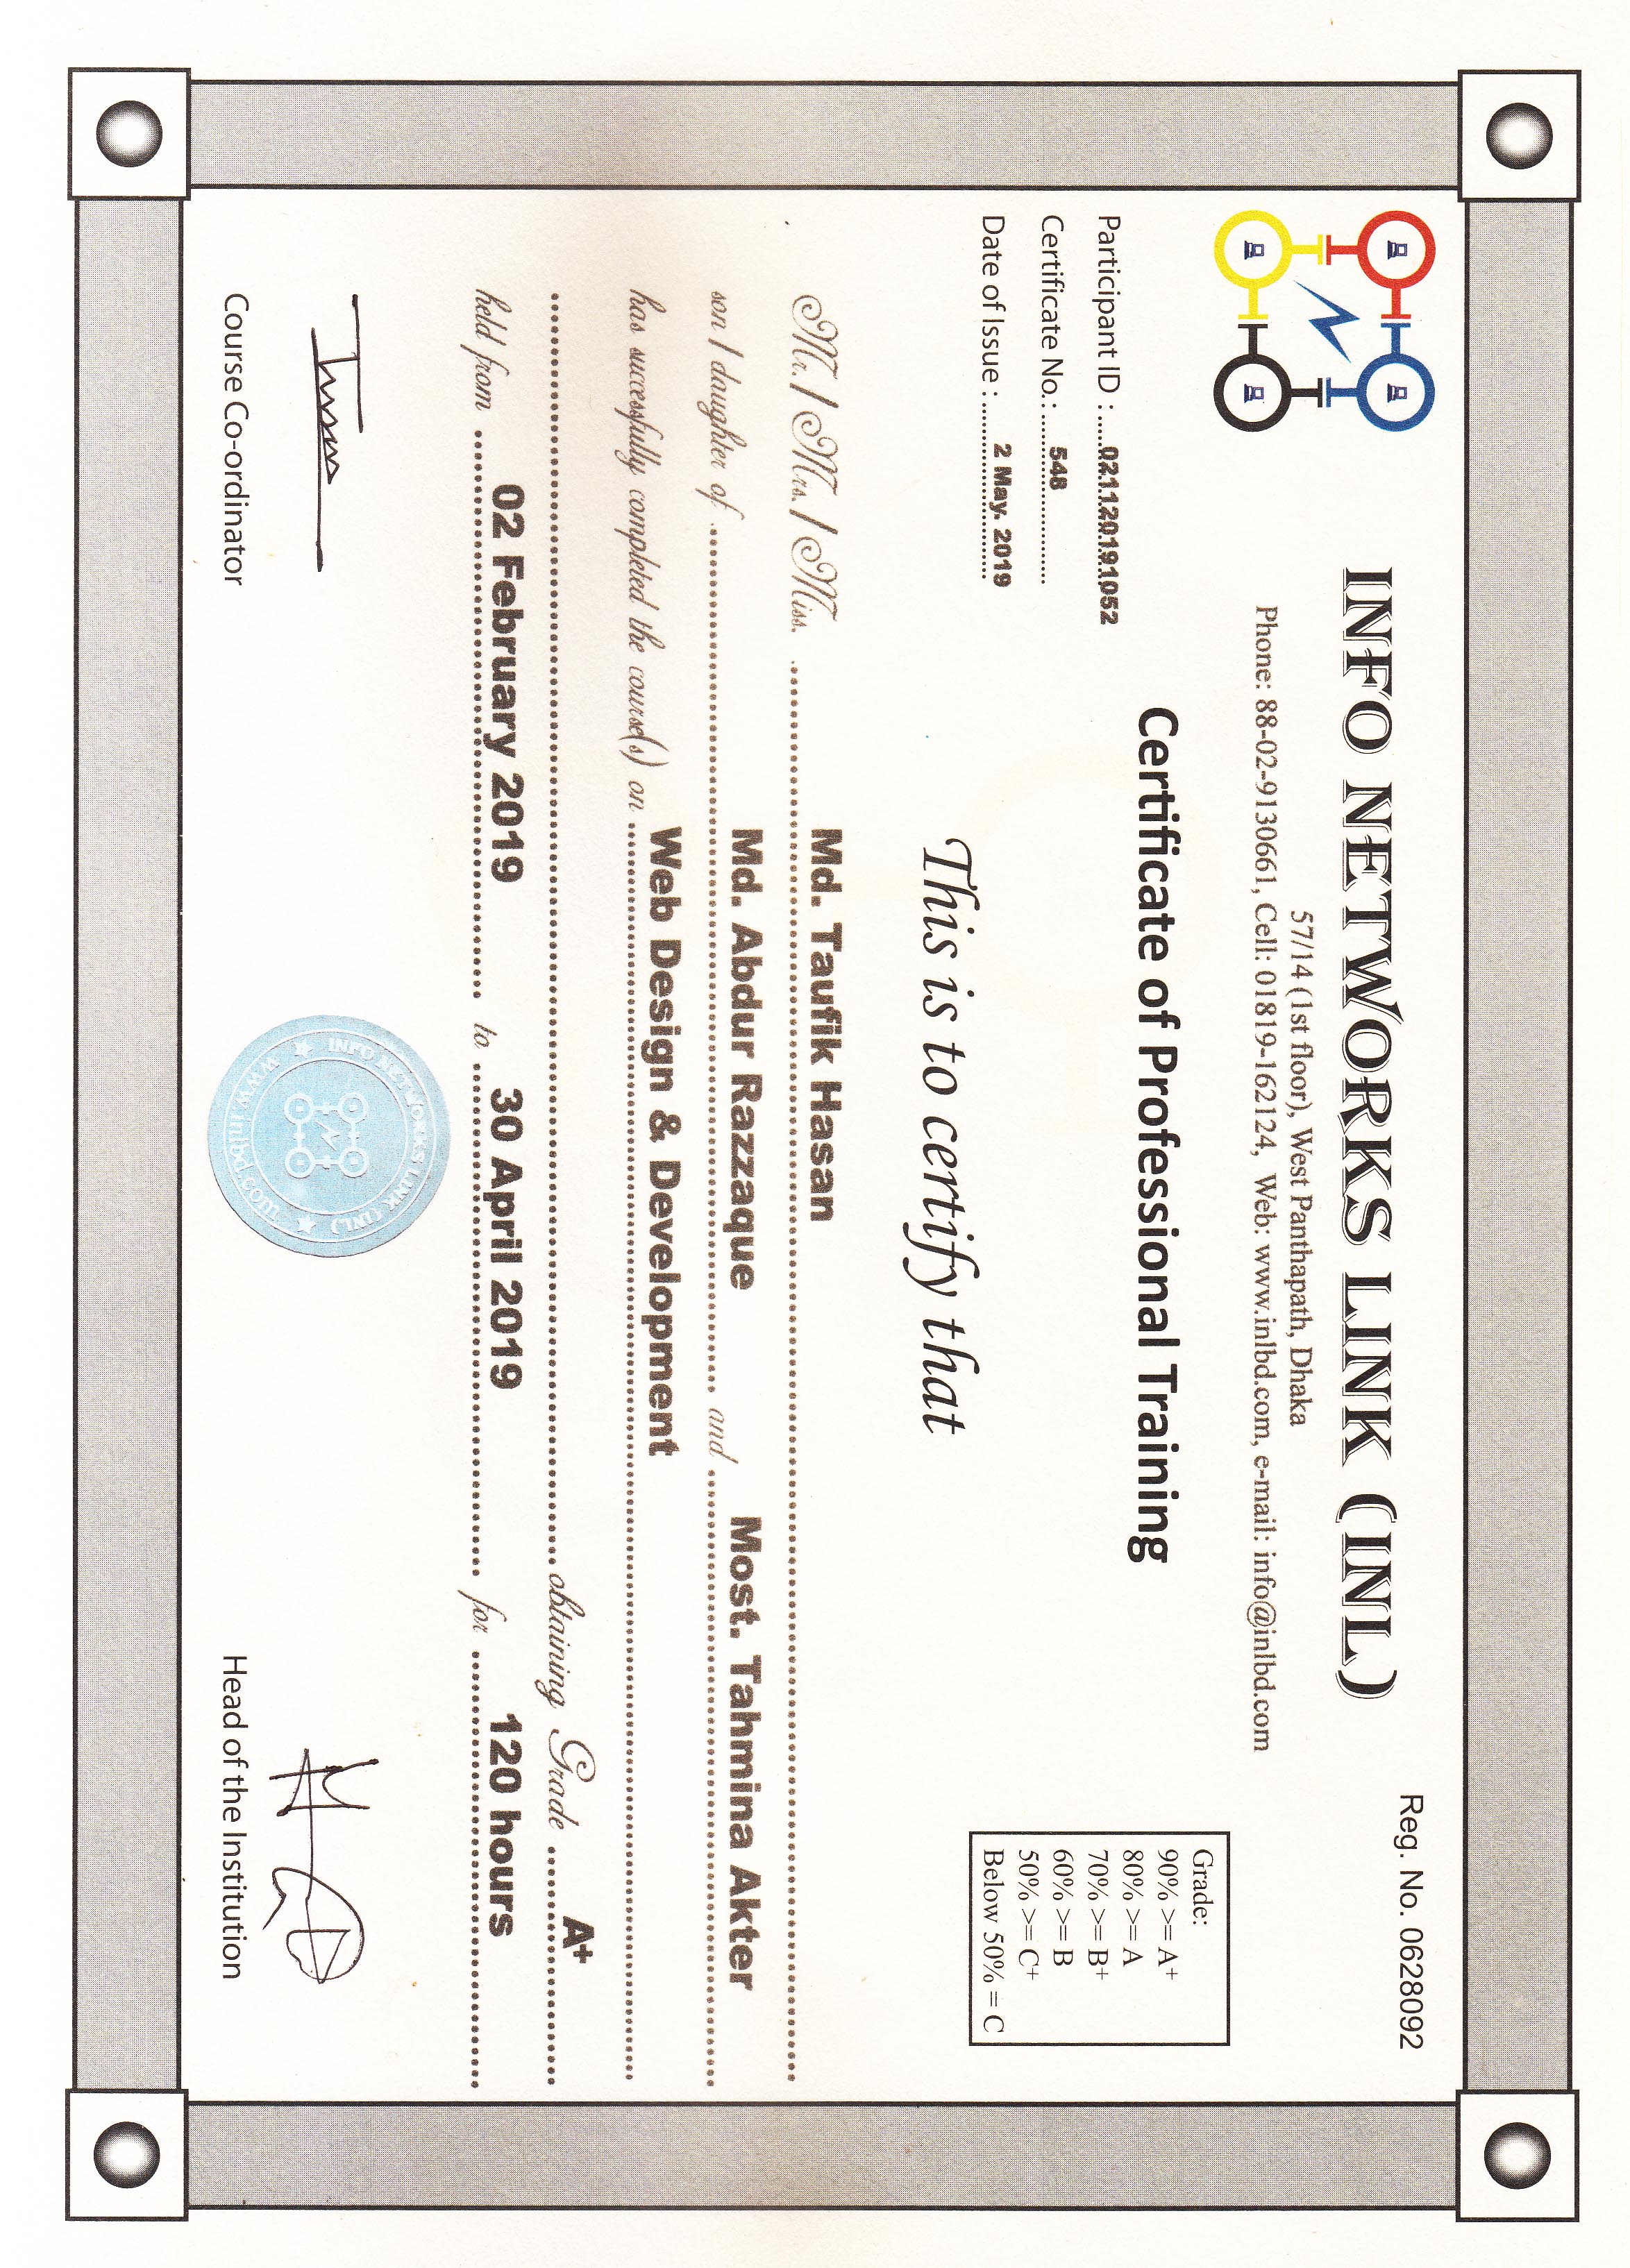 Reg. No. 0628092
INFO NETWORKS LINK (INL)
57/14 (1st floor), West Panthapath, Dhaka
Phone: 88-02-9130661, Cell: 01819-162124, Web: www.inlbd.com, e-mail: info@inlbd.com
Grade:
90% >= A+
80% >= A
70% >= B+
60% >= B
50% >= C+
Below 50% = C
Certificate of Professional Training
Participant ID : 021120191052
Certificate No.: 548
Date of Issue : 2 May. 2019
This is to certify that
Mr. / Mrs. / Miss. Md. Taufik Hasan
son / daughter of Md. Abdur Razzaque and Most. Tahmina Akter
has successfully completed the course(s) on Web Design & Development
obtaining Grade A+
held from 02 February 2019 to 30 April 2019 for 120 hours
INFO NETWORKS LINK (INL)
www.inlbd.com
Course Co-ordinator
Head of the Institution